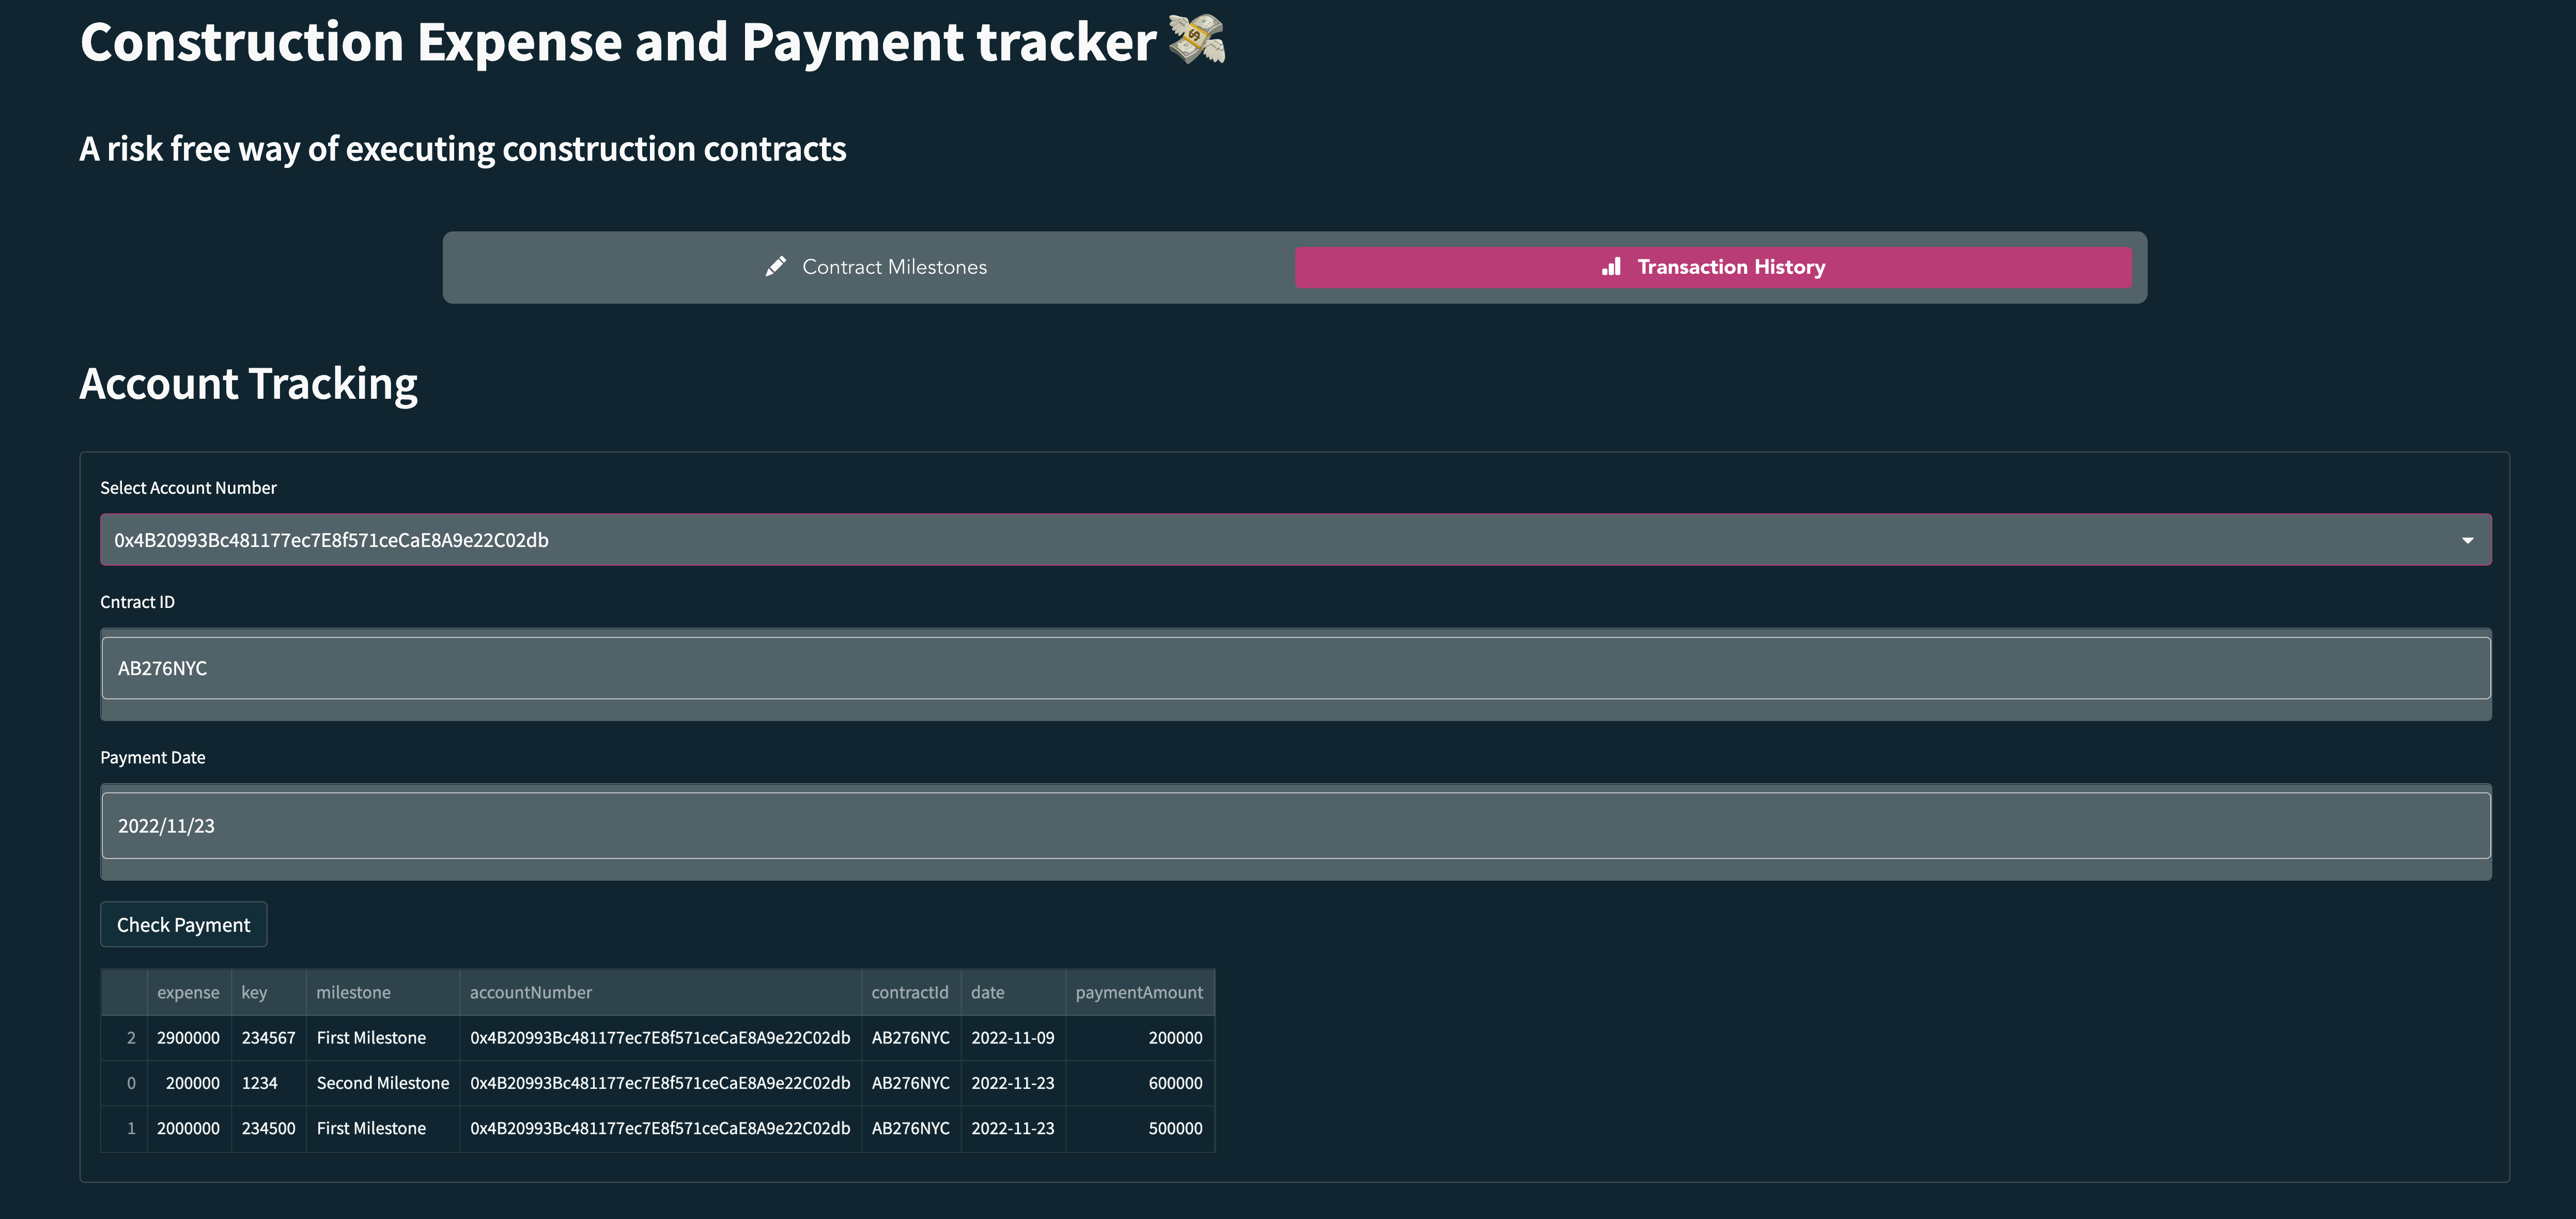 Construction Expense and Payment tracker 💸
A risk free way of executing construction contracts
Contract Milestones Transaction History
Account Tracking
Select Account Number
0x4B20993Bc481177ec7E8f571ceCaE8A9e22C02db
Cntract ID
AB276NYC
Payment Date
2022/11/23
Check Payment
expense key milestone accountNumber contractId date paymentAmount
2 2900000 234567 First Milestone 0x4B20993Bc481177ec7E8f571ceCaE8A9e22C02db AB276NYC 2022-11-09 200000
0 200000 1234 Second Milestone 0x4B20993Bc481177ec7E8f571ceCaE8A9e22C02db AB276NYC 2022-11-23 600000
1 2000000 234500 First Milestone 0x4B20993Bc481177ec7E8f571ceCaE8A9e22C02db AB276NYC 2022-11-23 500000